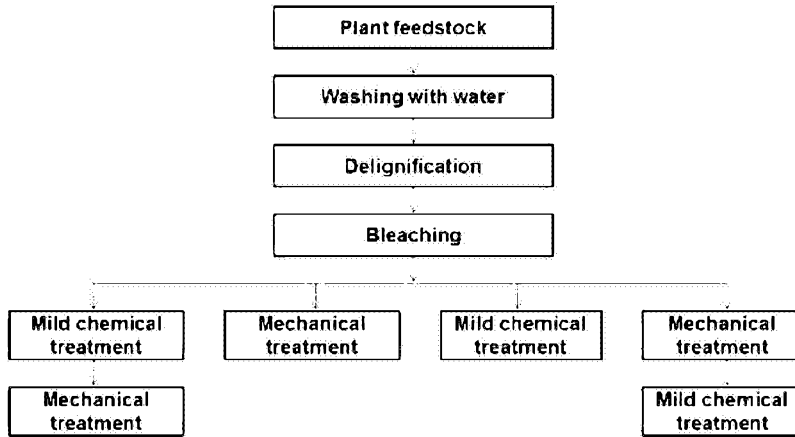 Plant feedstock
Washing with water
Delignification
Bleaching
Mild chemical
treatment
Mechanical
treatment
Mild chemical
treatment
Mechanical
treatment
Mechanical
treatment
Mild chemical
treatment